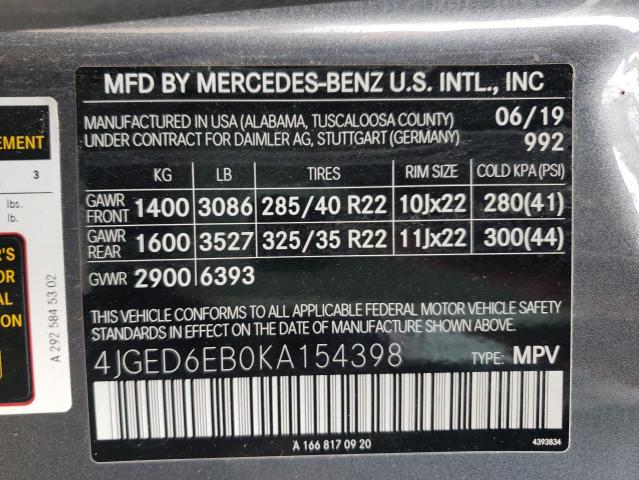 MFD BY MERCEDES-BENZ U.S. INTL., INC
MANUFACTURED IN USA (ALABAMA, TUSCALOOSA COUNTY) 06/19
UNDER CONTRACT FOR DAIMLER AG, STUTTGART (GERMANY) 992
KG LB TIRES RIM SIZE COLD KPA (PSI)
GAWR FRONT 1400 3086 285/40 R22 10Jx22 280(41)
GAWR REAR 1600 3527 325/35 R22 11Jx22 300(44)
GVWR 2900 6393
THIS VEHICLE CONFORMS TO ALL APPLICABLE FEDERAL MOTOR VEHICLE SAFETY
STANDARDS IN EFFECT ON THE DATE OF MANUFACTURE SHOWN ABOVE.
4JGED6EB0KA154398 TYPE: MPV
A 166 817 09 20
4393834
EMENT
3
lbs.
lb.
R'S
OR
AL
TION
A 292 584 53 02